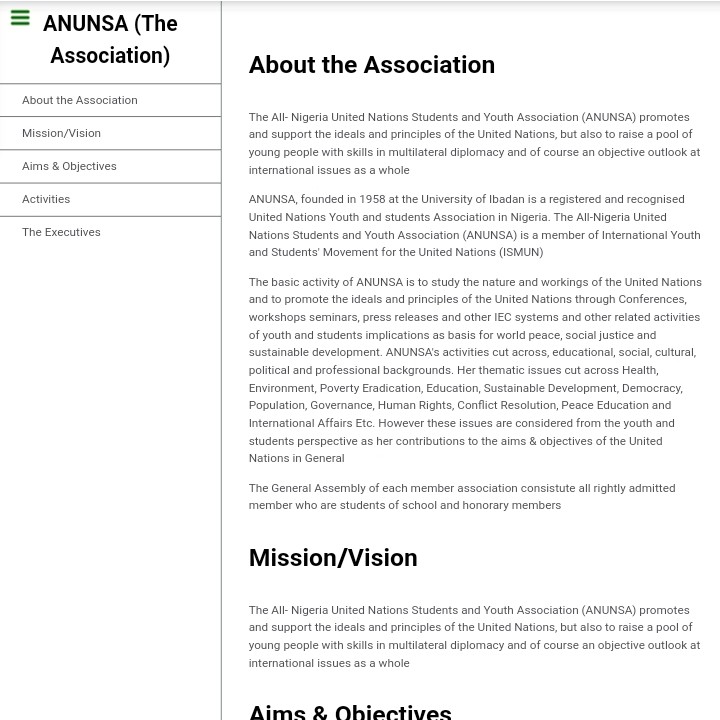 ANUNSA (The
Association)
About the Association
Mission/Vision
Aims & Objectives
Activities
The Executives
About the Association
The All- Nigeria United Nations Students and Youth Association (ANUNSA) promotes
and support the ideals and principles of the United Nations, but also to raise a pool of
young people with skills in multilateral diplomacy and of course an objective outlook at
international issues as a whole
ANUNSA, founded in 1958 at the University of Ibadan is a registered and recognised
United Nations Youth and students Association in Nigeria. The All-Nigeria United
Nations Students and Youth Association (ANUNSA) is a member of International Youth
and Students' Movement for the United Nations (ISMUN)
The basic activity of ANUNSA is to study the nature and workings of the United Nations
and to promote the ideals and principles of the United Nations through Conferences,
workshops seminars, press releases and other IEC systems and other related activities
of youth and students implications as basis for world peace, social justice and
sustainable development. ANUNSA's activities cut across, educational, social, cultural,
political and professional backgrounds. Her thematic issues cut across Health,
Environment, Poverty Eradication, Education, Sustainable Development, Democracy,
Population, Governance, Human Rights, Conflict Resolution, Peace Education and
International Affairs Etc. However these issues are considered from the youth and
students perspective as her contributions to the aims & objectives of the United
Nations in General
The General Assembly of each member association consistute all rightly admitted
member who are students of school and honorary members
Mission/Vision
The All- Nigeria United Nations Students and Youth Association (ANUNSA) promotes
and support the ideals and principles of the United Nations, but also to raise a pool of
young people with skills in multilateral diplomacy and of course an objective outlook at
international issues as a whole
Aims & Objectives